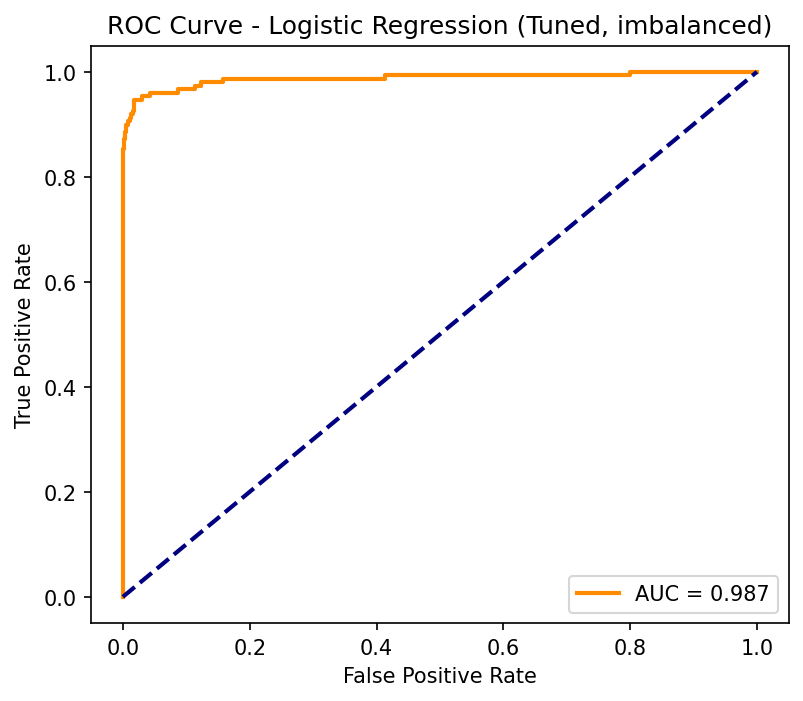 ROC Curve - Logistic Regression (Tuned, imbalanced)
True Positive Rate
1.0
0.8
0.6
0.4
0.2
0.0
AUC = 0.987
0.0 0.2 0.4 0.6 0.8 1.0
False Positive Rate